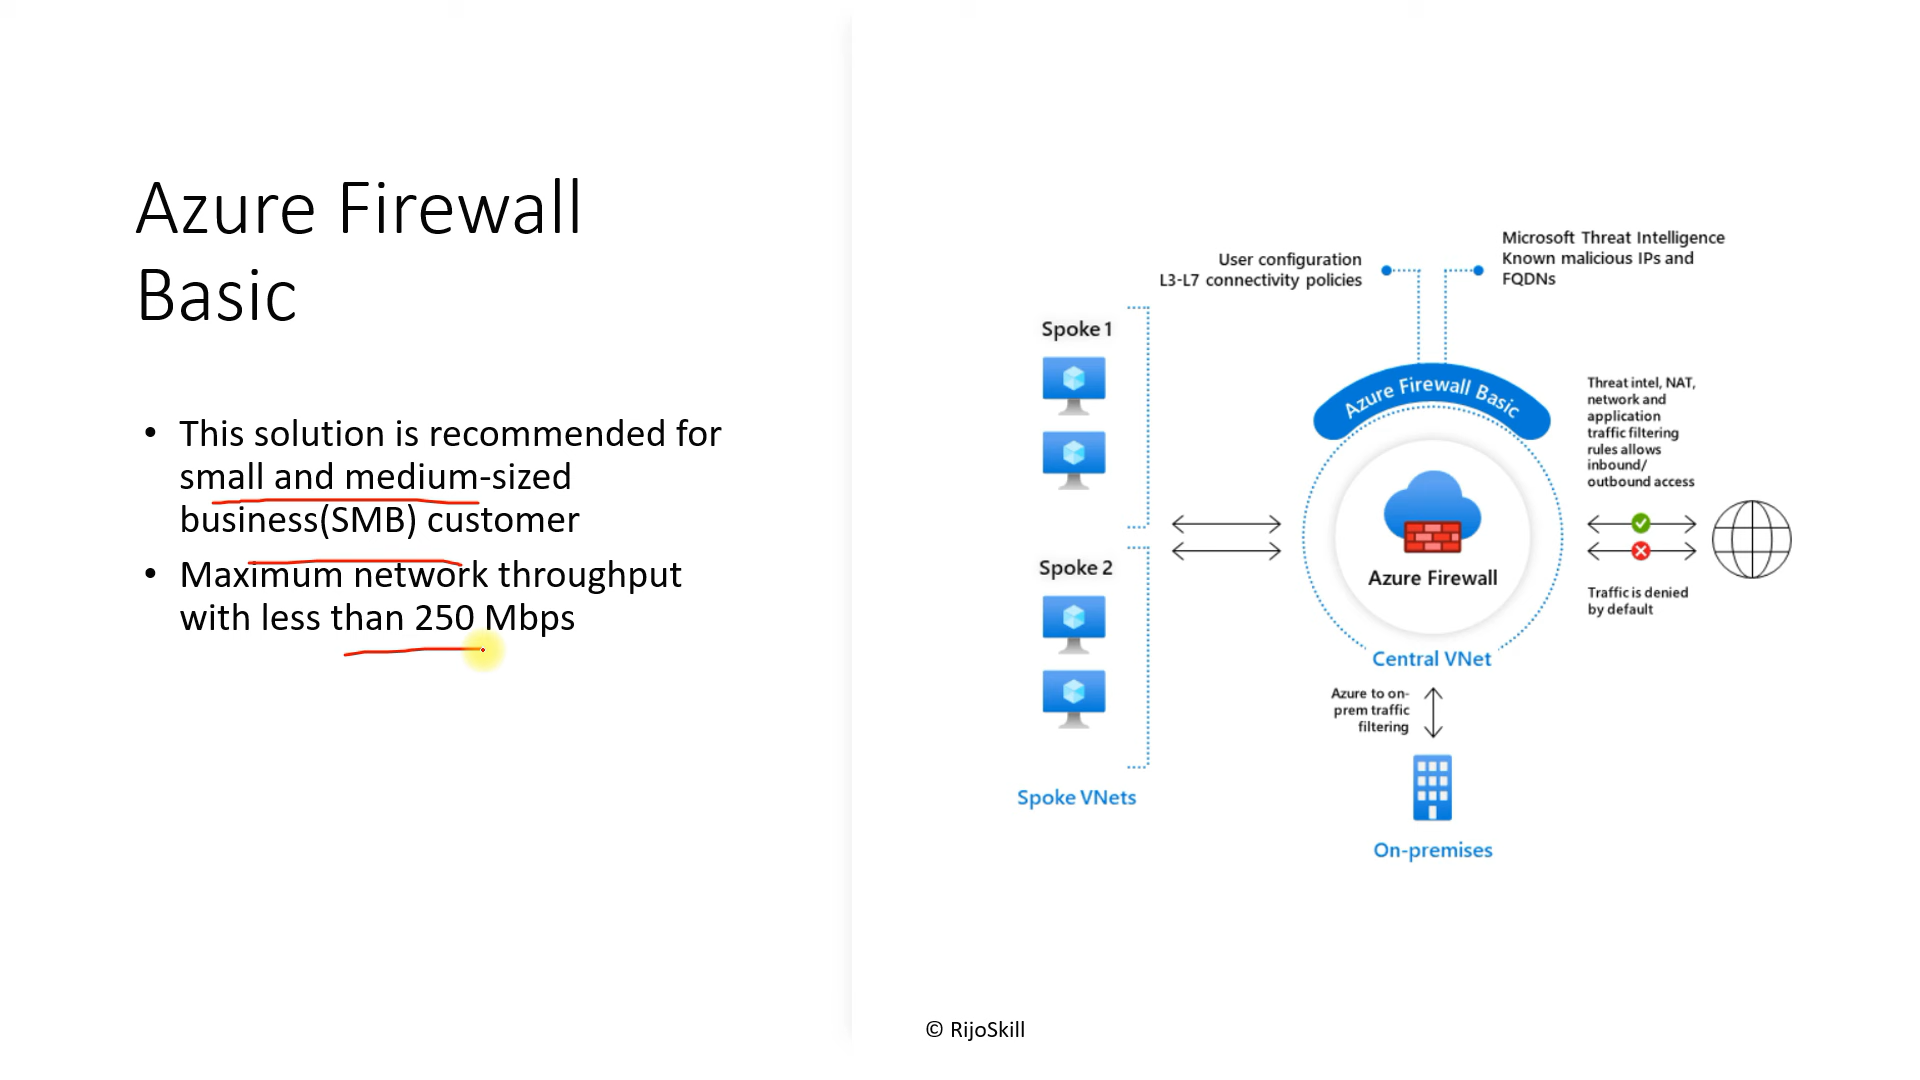 Azure Firewall
Basic
• This solution is recommended for
small and medium-sized
business(SMB) customer
• Maximum network throughput
with less than 250 Mbps
User configuration
L3-L7 connectivity policies
Microsoft Threat Intelligence
Known malicious IPs and
FQDNs
Spoke 1
Azure Firewall Basic
Threat intel, NAT,
network and
application
traffic filtering
rules allows
inbound/
outbound access
Spoke 2
Azure Firewall
Traffic is denied
by default
Central VNet
Azure to on-
prem traffic
filtering
Spoke VNets
On-premises
© RijoSkill